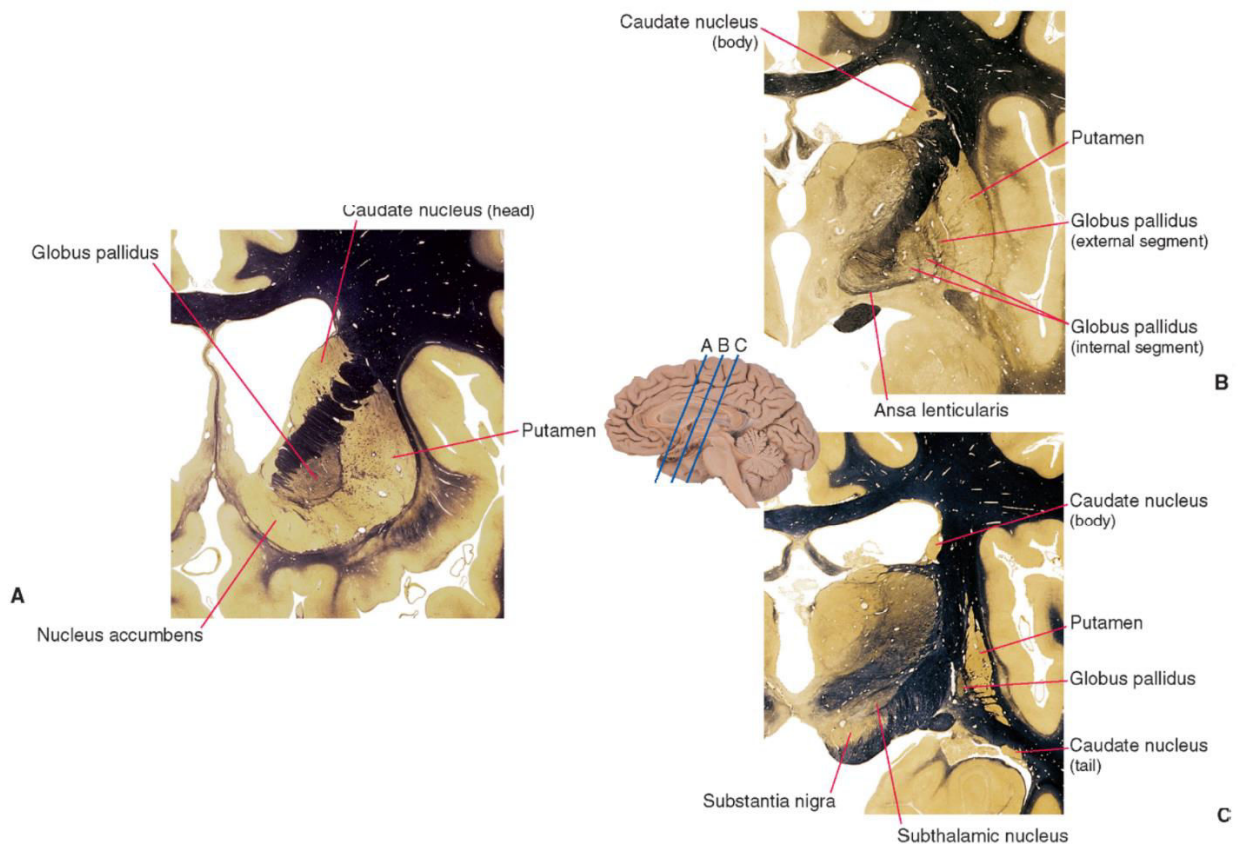 Caudate nucleus (head)
Globus pallidus
Putamen
A
Nucleus accumbens
Caudate nucleus
(body)
Putamen
Globus pallidus
(external segment)
Globus pallidus
(internal segment)
B
Ansa lenticularis
A B C
Caudate nucleus
(body)
Putamen
Globus pallidus
Caudate nucleus
(tail)
Substantia nigra
C
Subthalamic nucleus